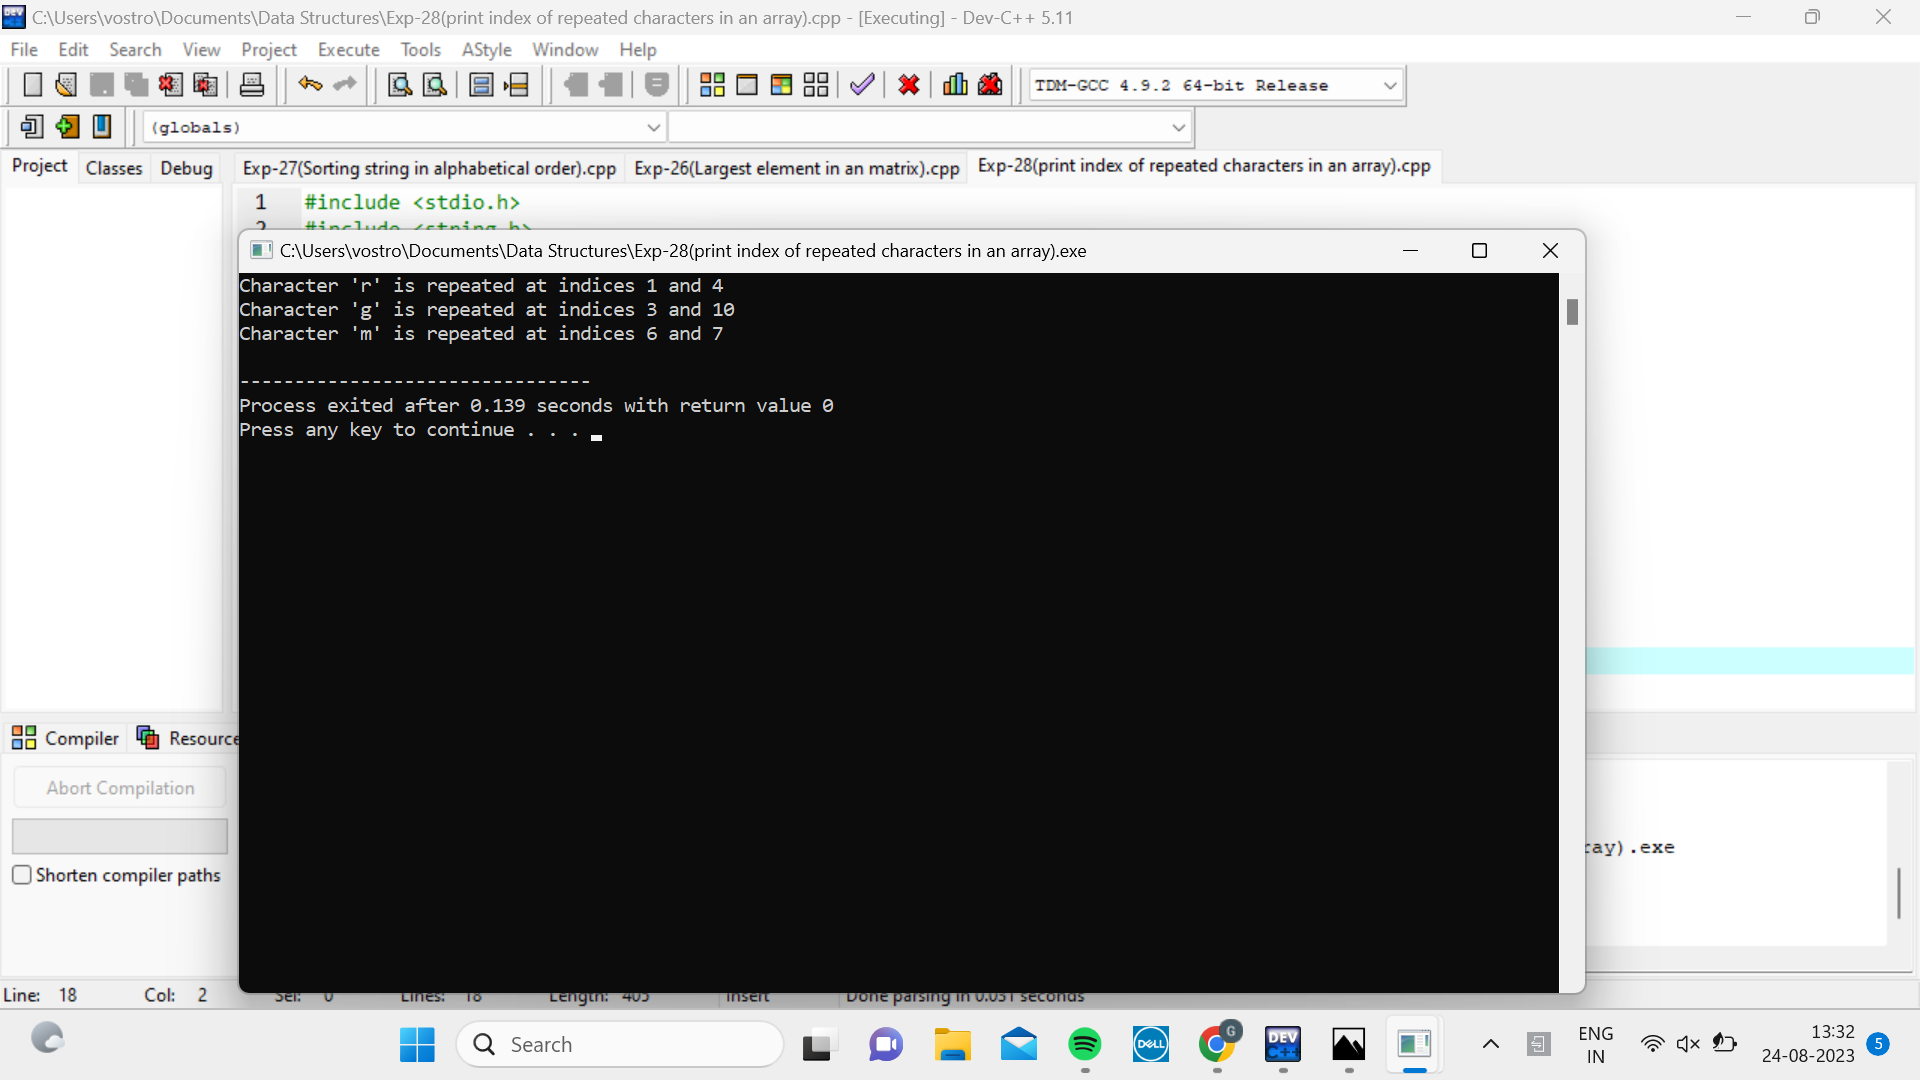 C:\Users\vostro\Documents\Data Structures\Exp-28(print index of repeated characters in an array).cpp - [Executing] - Dev-C++ 5.11
File Edit Search View Project Execute Tools AStyle Window Help
TDM-GCC 4.9.2 64-bit Release
(globals)
Project Classes Debug Exp-27(Sorting string in alphabetical order).cpp Exp-26(Largest element in an matrix).cpp Exp-28(print index of repeated characters in an array).cpp
1 #include <stdio.h>
2 #include <string.h>
C:\Users\vostro\Documents\Data Structures\Exp-28(print index of repeated characters in an array).exe
Character 'r' is repeated at indices 1 and 4
Character 'g' is repeated at indices 3 and 10
Character 'm' is repeated at indices 6 and 7
--------------------------------
Process exited after 0.139 seconds with return value 0
Press any key to continue . . .
Compiler Resource
Abort Compilation
ray).exe
Shorten compiler paths
Line: 18 Col: 2 Sel: 0 Lines: 18 Length: 405 Insert Done parsing in 0.031 seconds
Search
DELL
G
DEV C++
ENG
IN
13:32
24-08-2023
5